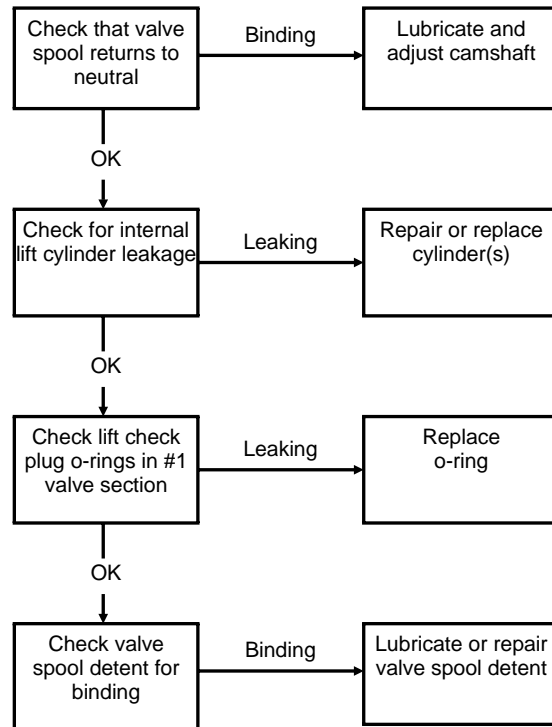 Check that valve
spool returns to
neutral
Binding
Lubricate and
adjust camshaft
OK
Check for internal
lift cylinder leakage
Leaking
Repair or replace
cylinder(s)
OK
Check lift check
plug o-rings in #1
valve section
Leaking
Replace
o-ring
OK
Check valve
spool detent for
binding
Binding
Lubricate or repair
valve spool detent